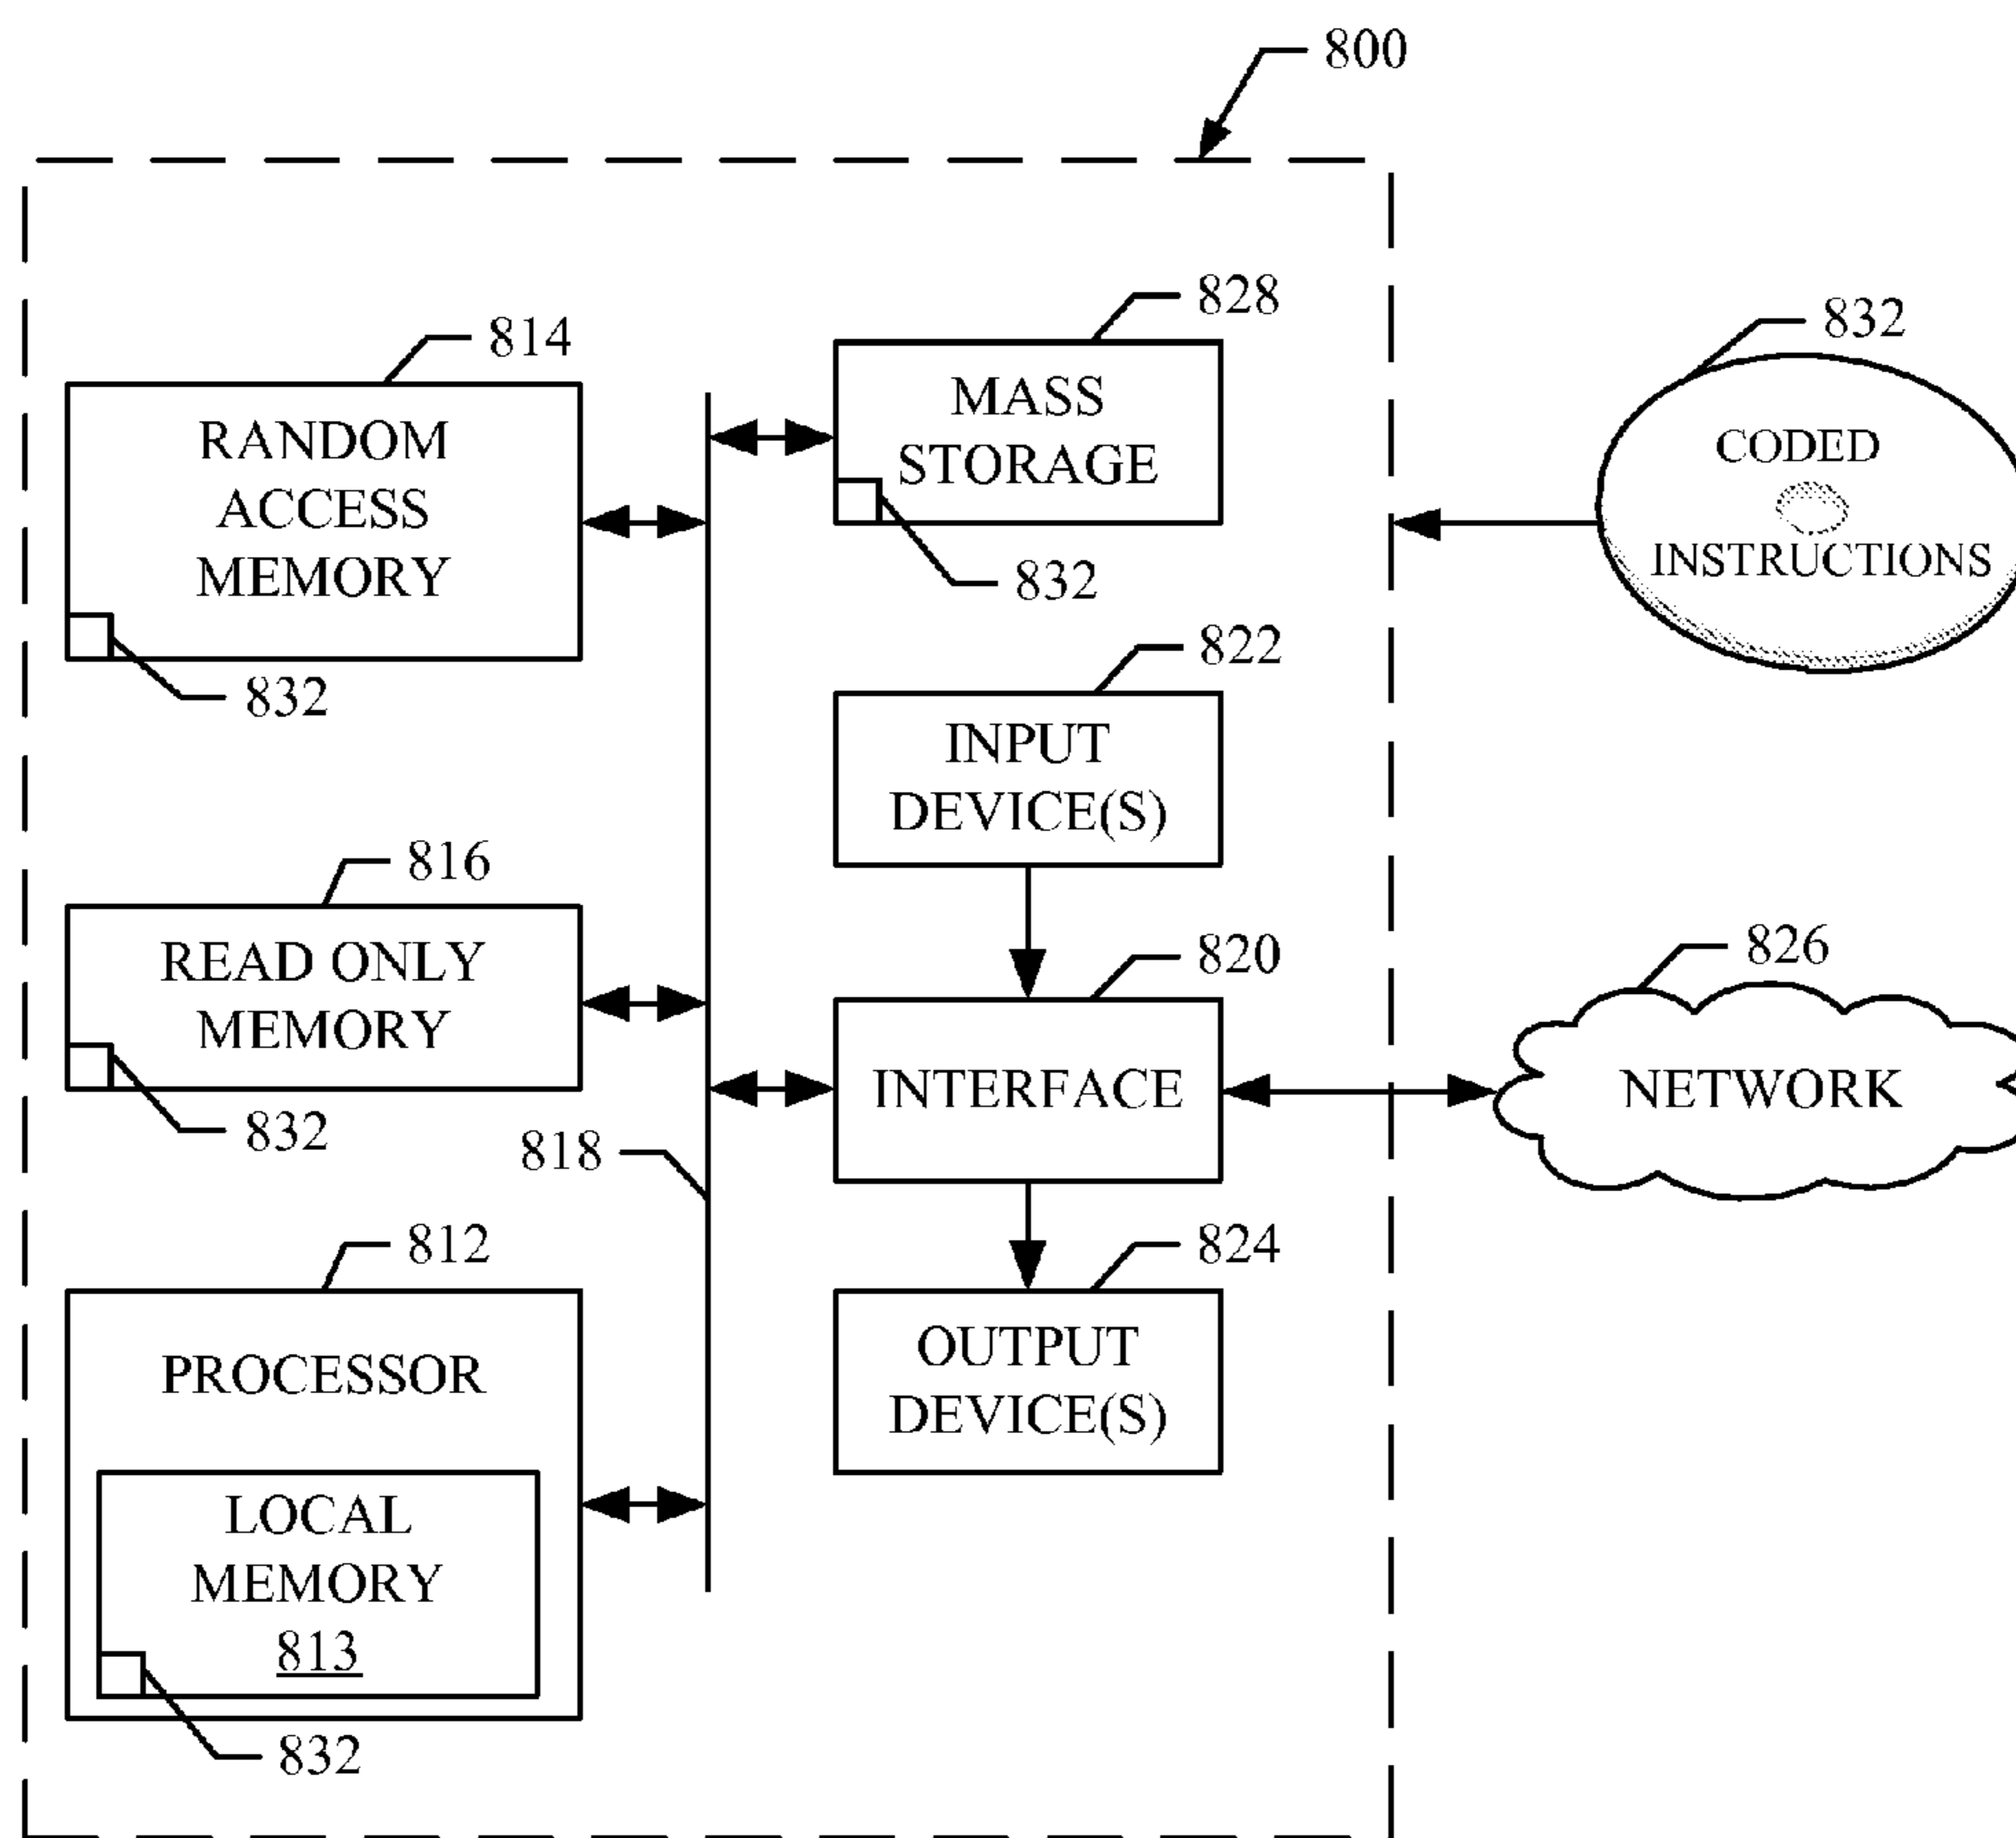 800
814
RANDOM
ACCESS
MEMORY
832
828
MASS
STORAGE
832
832
CODED
INSTRUCTIONS
822
INPUT
DEVICE(S)
816
READ ONLY
MEMORY
832
820
INTERFACE
826
NETWORK
818
812
PROCESSOR
LOCAL
MEMORY
813
832
824
OUTPUT
DEVICE(S)